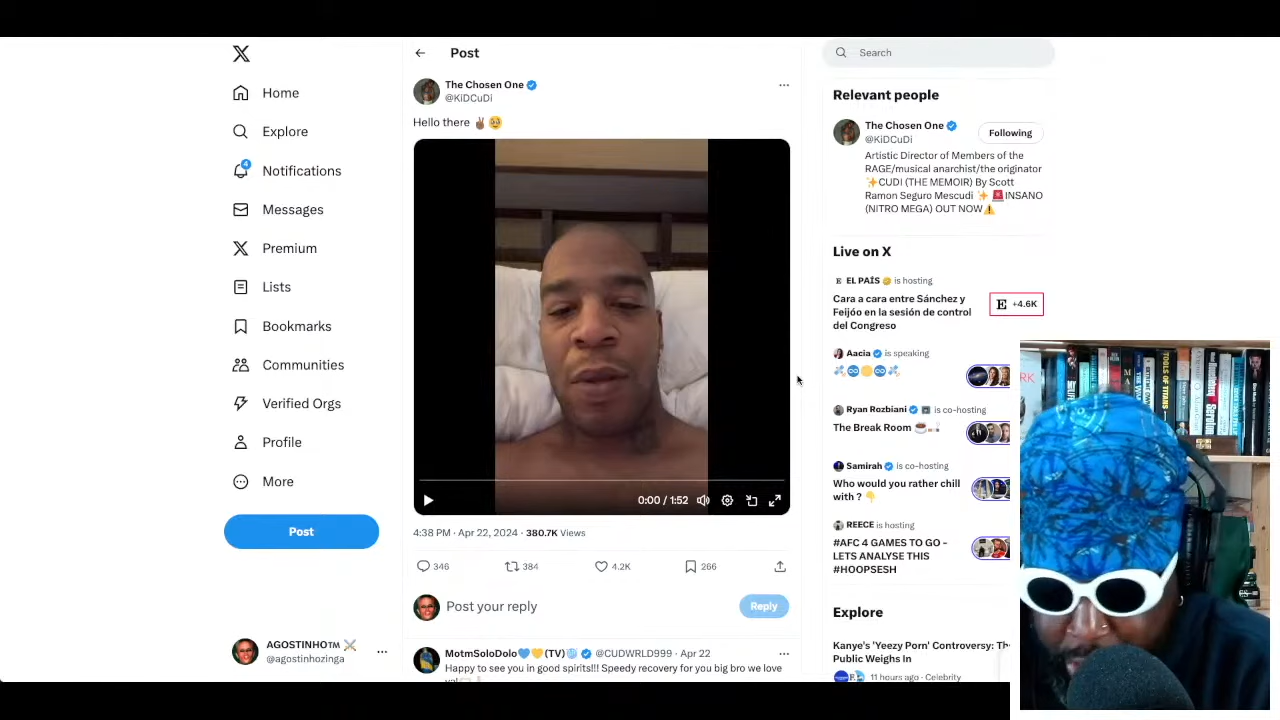 Home
Explore
4
Notifications
Messages
Premium
Lists
Bookmarks
Communities
Verified Orgs
Profile
More
Post
AGOSTINHO™
@agostinhozinga
Post
The Chosen One
@KiDCuDi
Hello there ✌🏾🥹
0:00 / 1:52
4:38 PM · Apr 22, 2024 · 380.7K Views
346
384
4.2K
266
Post your reply
Reply
MotmSoloDolo💙💛(TV) @CUDWRLD999 · Apr 22
Happy to see you in good spirits!!! Speedy recovery for you big bro we love
Search
Relevant people
The Chosen One
@KiDCuDi
Following
Artistic Director of Members of the
RAGE/musical anarchist/the originator
✨CUDI (THE MEMOIR) By Scott
Ramon Seguro Mescudi ✨ 🚨INSANO
(NITRO MEGA) OUT NOW⚠️
Live on X
EL PAÍS is hosting
Cara a cara entre Sánchez y
Feijóo en la sesión de control
del Congreso
E +4.6K
Aacia is speaking
Ryan Rozbiani is co-hosting
The Break Room ☕
Samirah is co-hosting
Who would you rather chill
with ? 👇
REECE is hosting
#AFC 4 GAMES TO GO -
LETS ANALYSE THIS
#HOOPSESH
Explore
Kanye's 'Yeezy Porn' Controversy:
Public Weighs In
11 hours ago · Celebrity
TOOLS OF TITANS